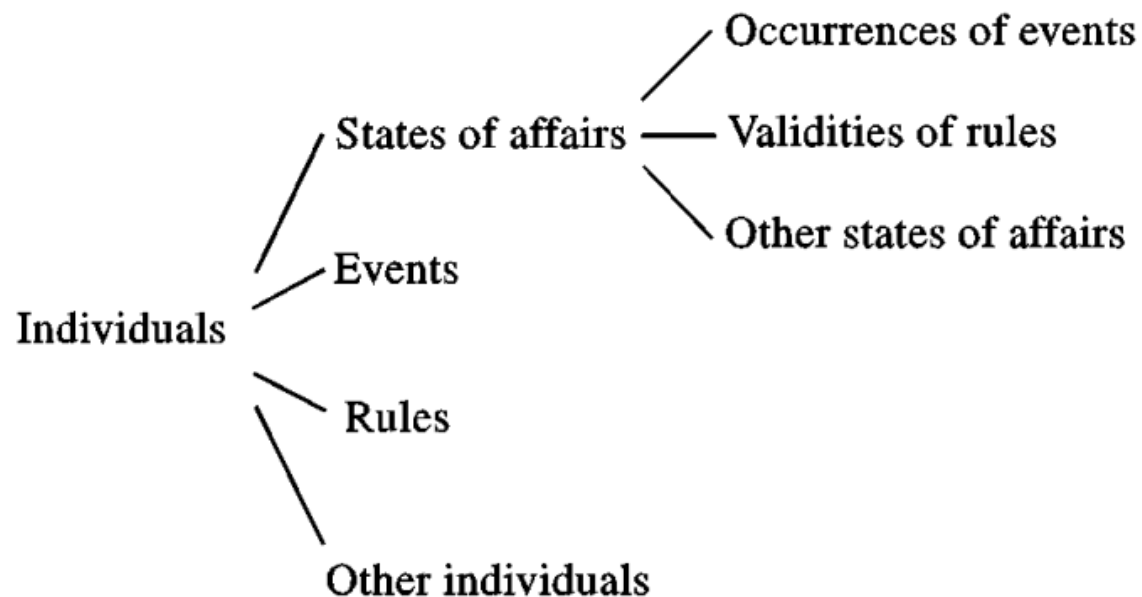 Occurrences of events
States of affairs
Validities of rules
Other states of affairs
Events
Individuals
Rules
Other individuals